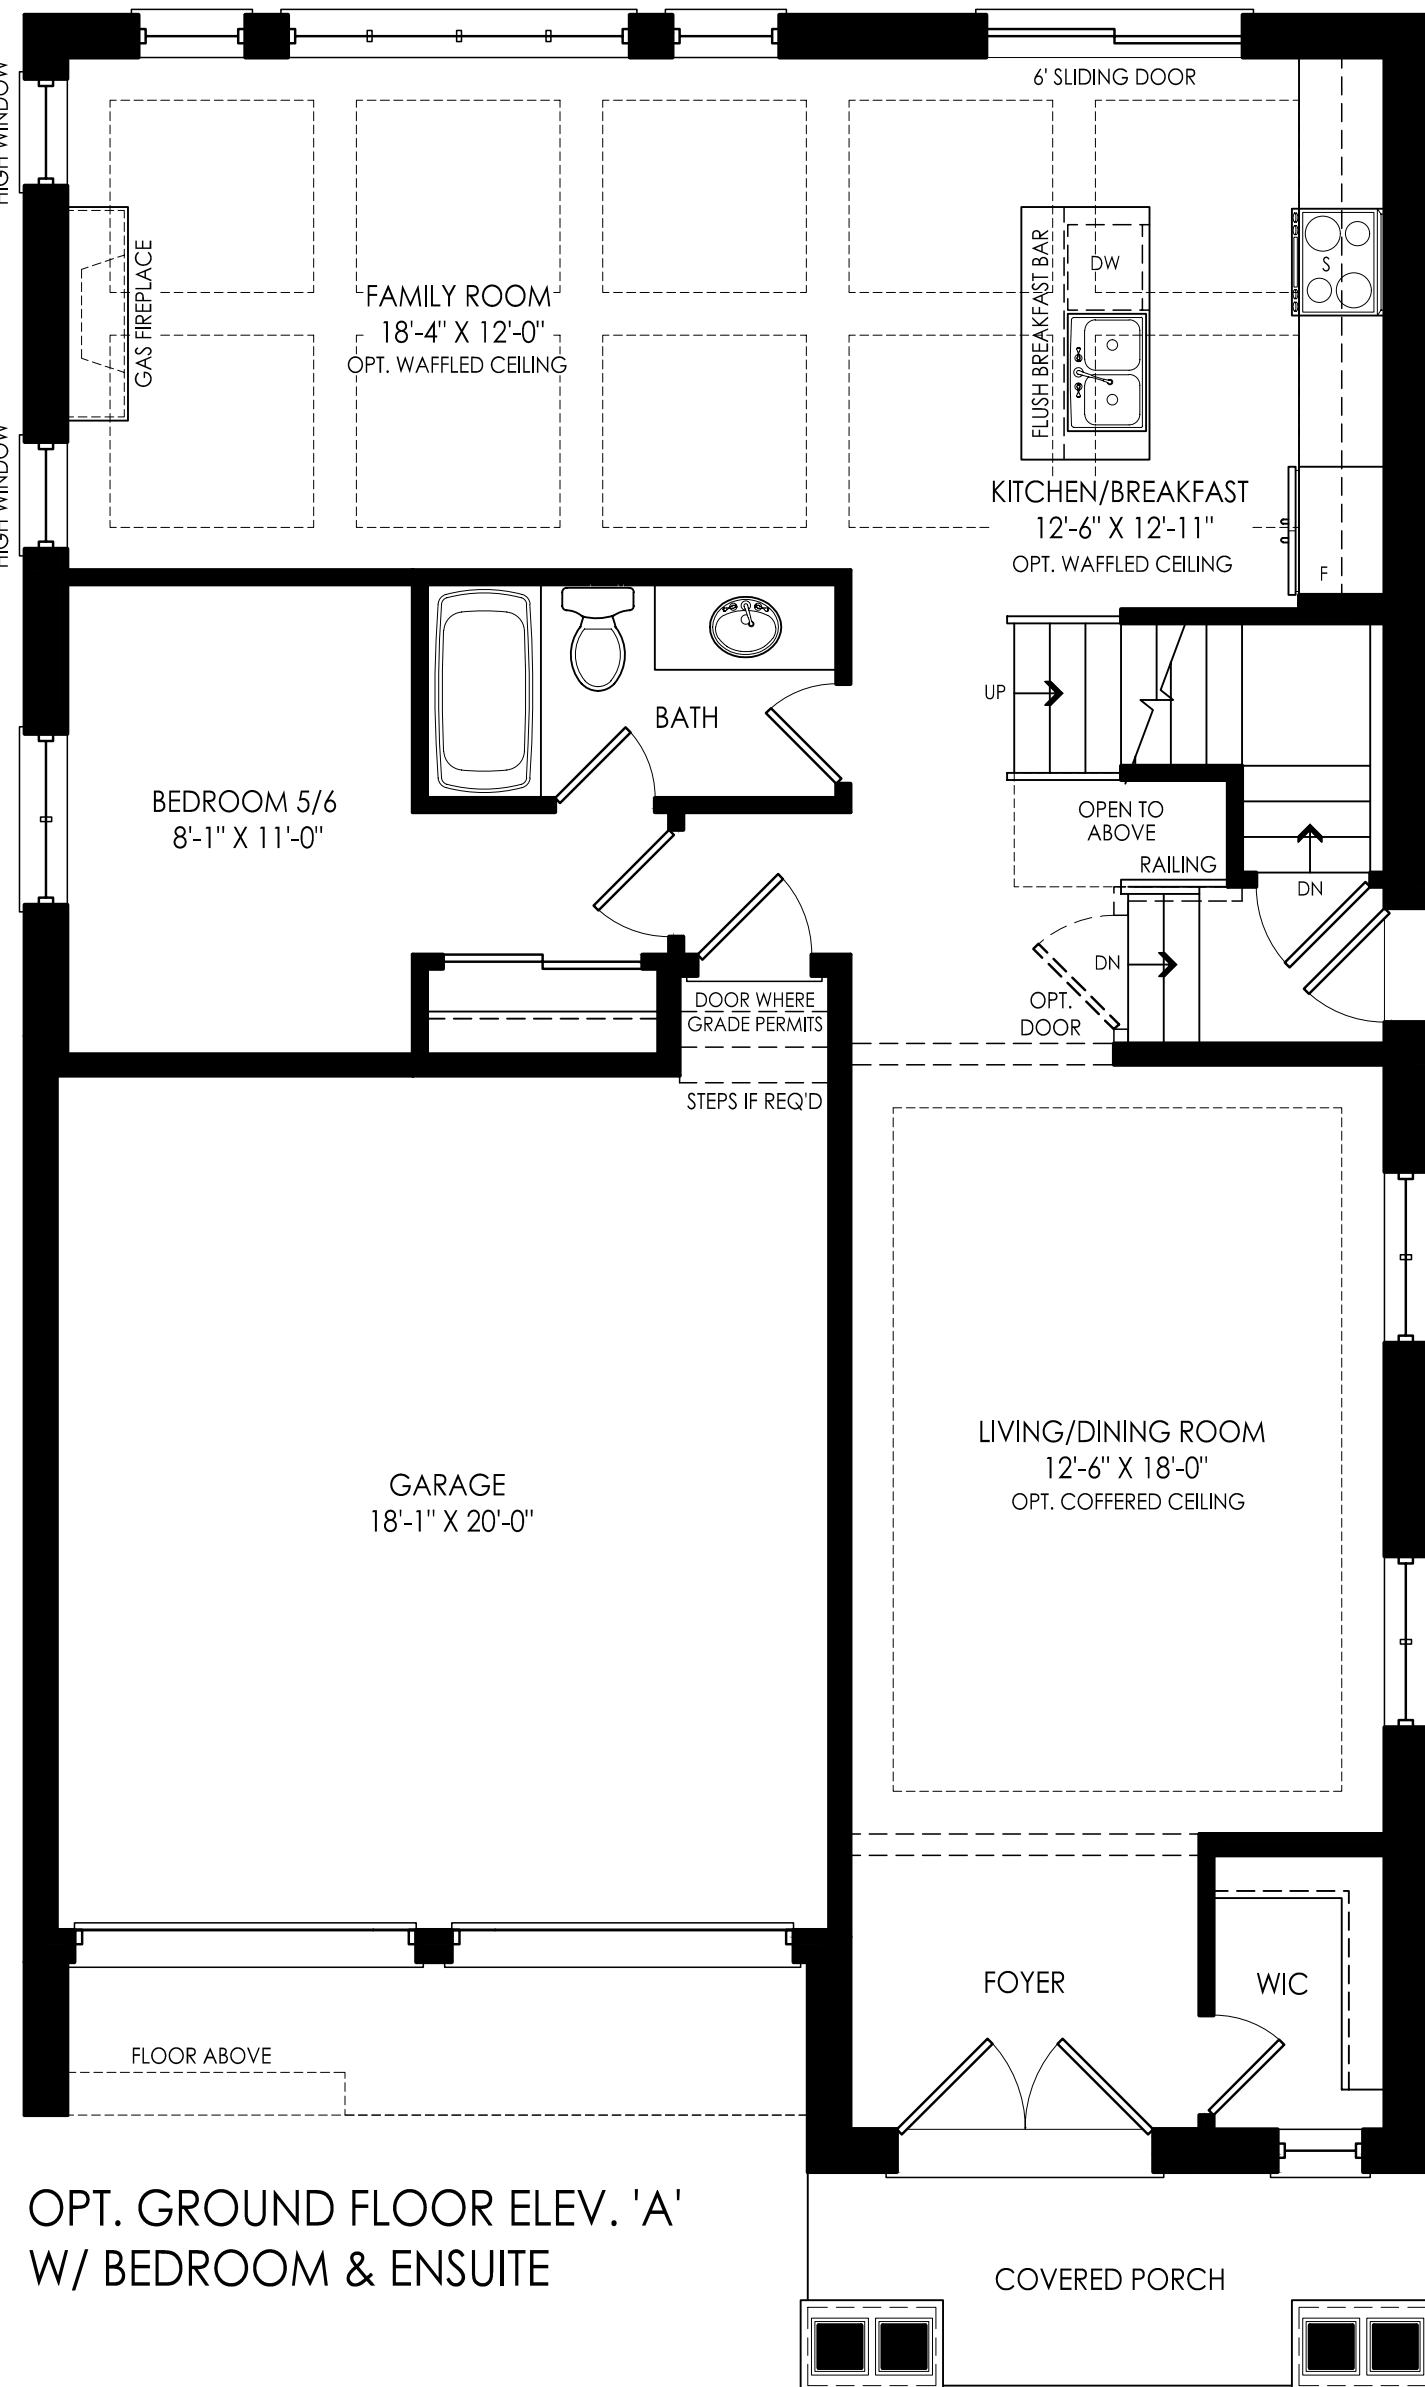 6' SLIDING DOOR
HIGH WINDOW
GAS FIREPLACE
FAMILY ROOM
18'-4" X 12'-0"
OPT. WAFFLED CEILING
FLUSH BREAKFAST BAR
DW
S
HIGH WINDOW
KITCHEN/BREAKFAST
12'-6" X 12'-11"
OPT. WAFFLED CEILING
F
UP
BATH
BEDROOM 5/6
8'-1" X 11'-0"
OPEN TO
ABOVE
RAILING
DN
DN
OPT.
DOOR
DOOR WHERE
GRADE PERMITS
STEPS IF REQ'D
LIVING/DINING ROOM
12'-6" X 18'-0"
OPT. COFFERED CEILING
GARAGE
18'-1" X 20'-0"
FOYER
WIC
FLOOR ABOVE
OPT. GROUND FLOOR ELEV. 'A'
W/ BEDROOM & ENSUITE
COVERED PORCH